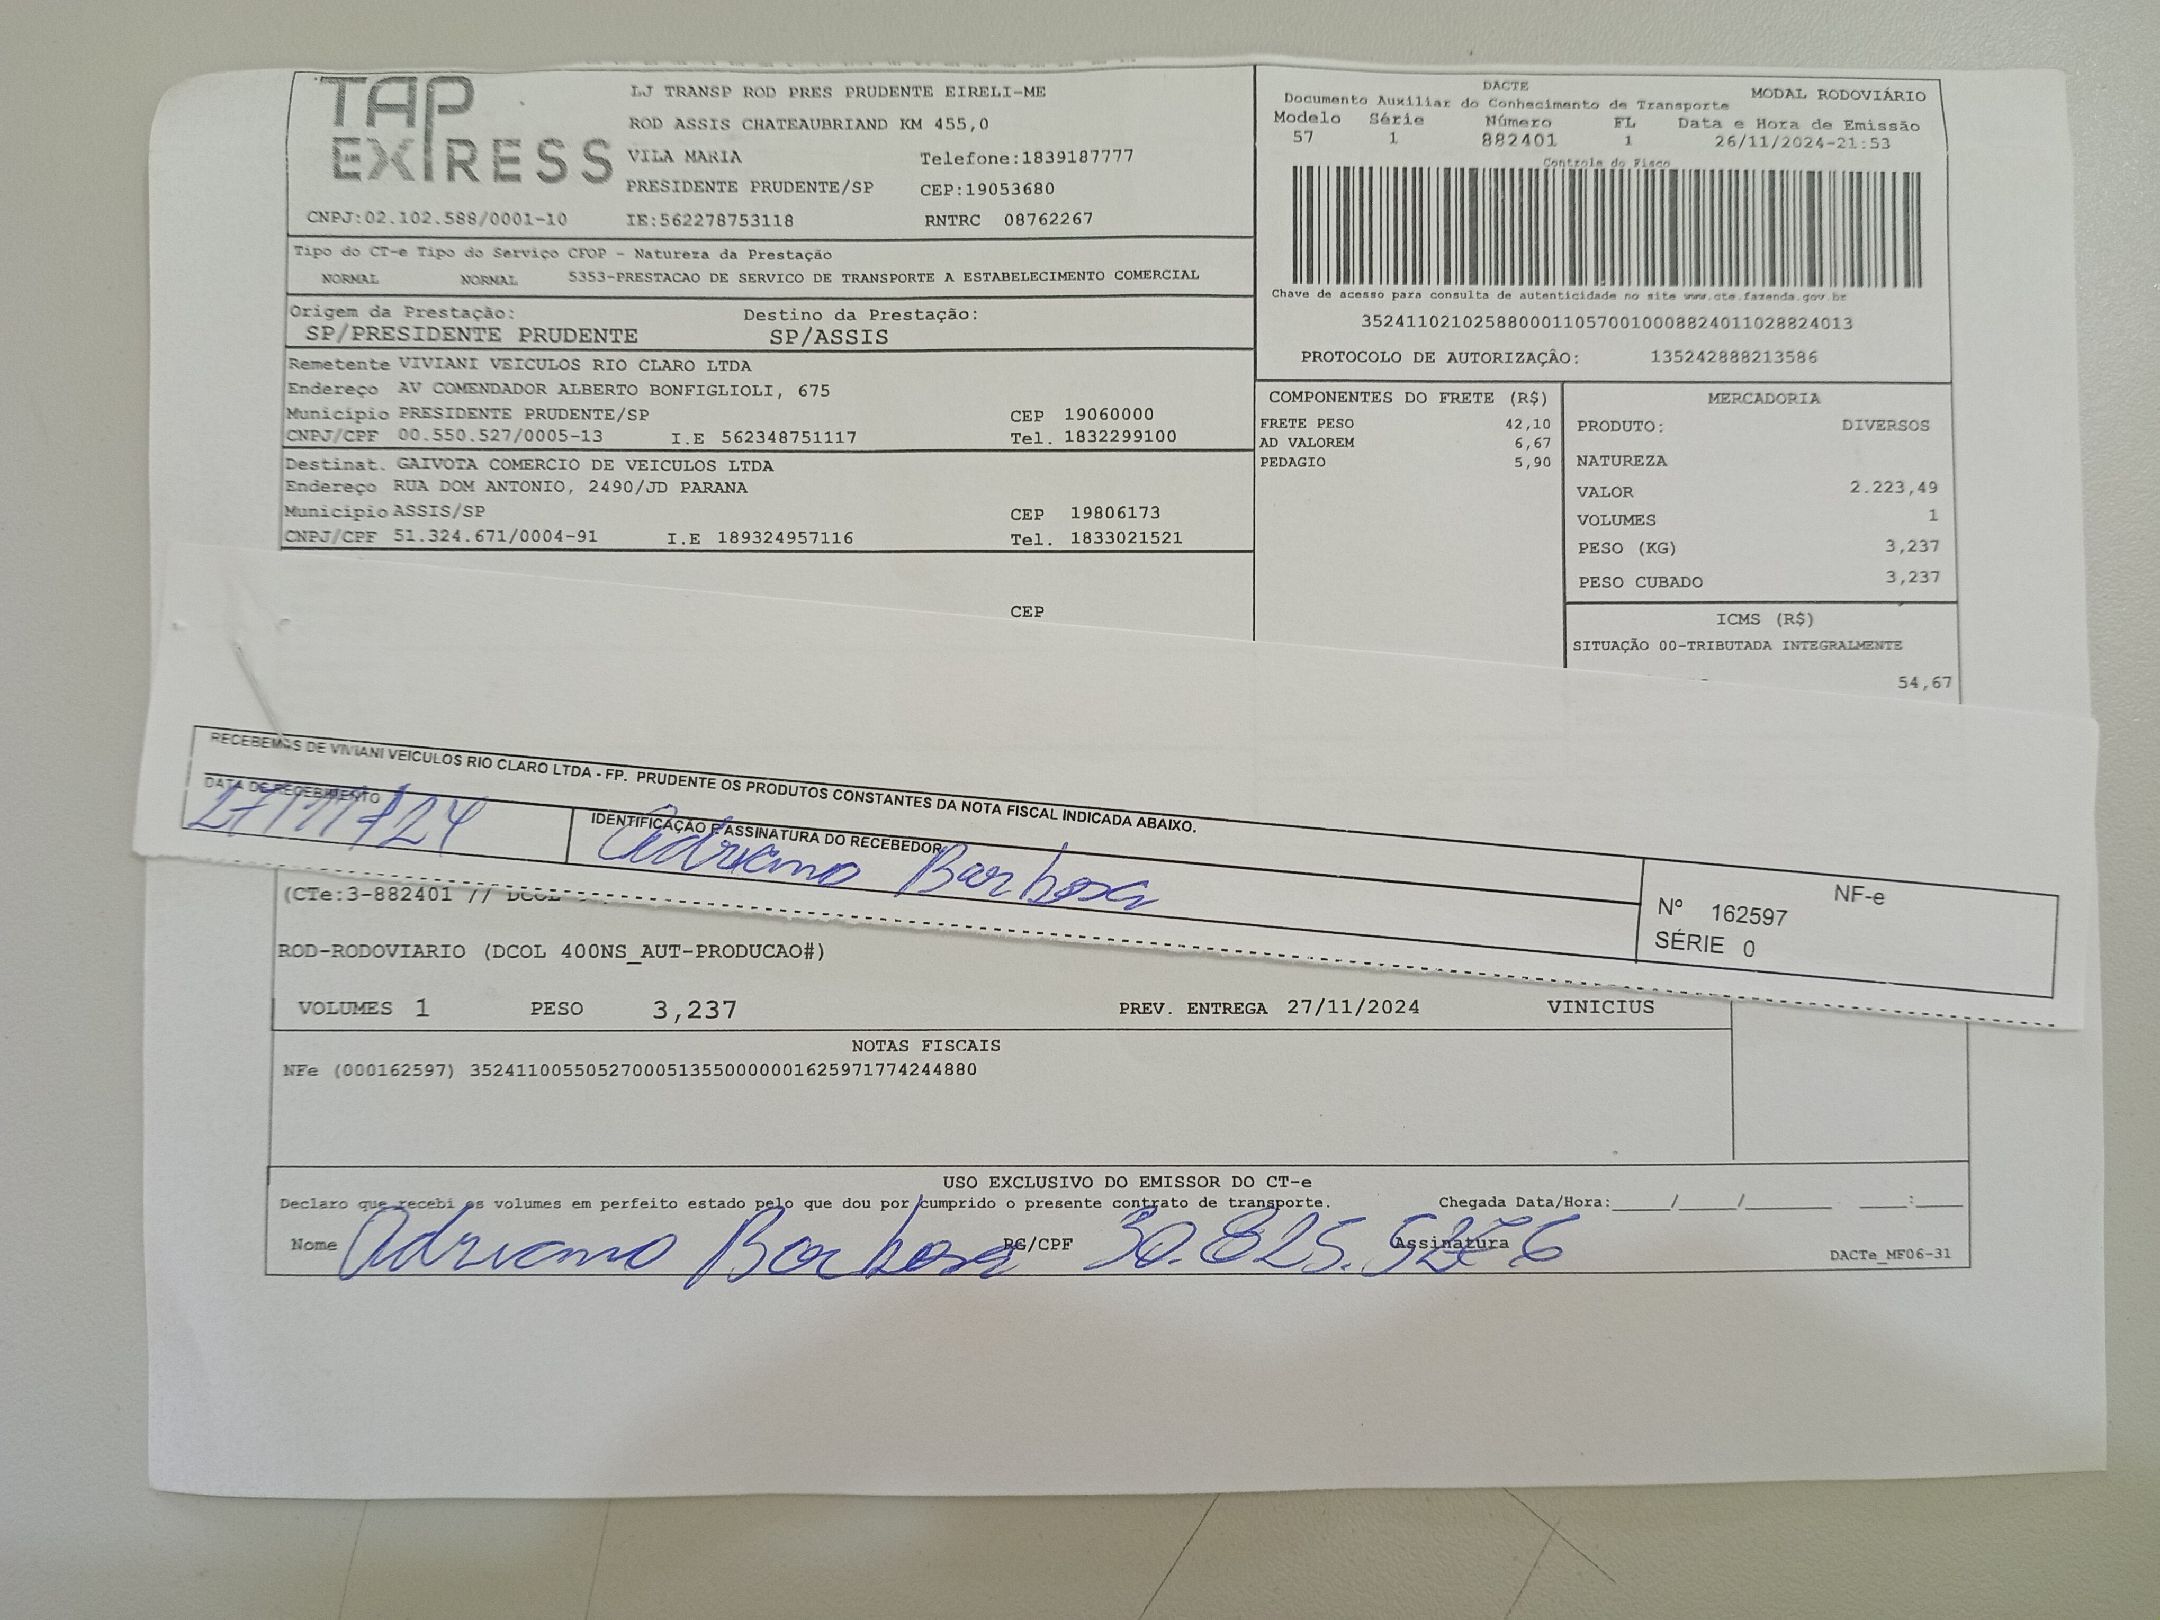 TAP EXPRESS
LJ TRANSP ROD PRES PRUDENTE EIRELI-ME
ROD ASSIS CHATEAUBRIAND KM 455,0
VILA MARIA Telefone:1839187777
PRESIDENTE PRUDENTE/SP CEP:19053680
CNPJ:02.102.588/0001-10 IE:562278753118 RNTRC 08762267
DACTE
Documento Auxiliar do Conhecimento de Transporte MODAL RODOVIÁRIO
Modelo Série Número FL Data e Hora de Emissão
57 1 882401 1 26/11/2024-21:53
Controle do Fisco
Chave de acesso para consulta de autenticidade no site www.cte.fazenda.gov.br
35241102102588000110570010008824011028824013
PROTOCOLO DE AUTORIZAÇÃO: 135242888213586
Tipo do CT-e Tipo do Serviço CFOP - Natureza da Prestação
NORMAL NORMAL 5353-PRESTACAO DE SERVICO DE TRANSPORTE A ESTABELECIMENTO COMERCIAL
Origem da Prestação: Destino da Prestação:
SP/PRESIDENTE PRUDENTE SP/ASSIS
Remetente VIVIANI VEICULOS RIO CLARO LTDA
Endereço AV COMENDADOR ALBERTO BONFIGLIOLI, 675
Município PRESIDENTE PRUDENTE/SP CEP 19060000
CNPJ/CPF 00.550.527/0005-13 I.E 562348751117 Tel. 1832299100
Destinat. GAIVOTA COMERCIO DE VEICULOS LTDA
Endereço RUA DOM ANTONIO, 2490/JD PARANA
Município ASSIS/SP CEP 19806173
CNPJ/CPF 51.324.671/0004-91 I.E 189324957116 Tel. 1833021521
CEP
COMPONENTES DO FRETE (R$)
FRETE PESO 42,10
AD VALOREM 6,67
PEDAGIO 5,90
MERCADORIA
PRODUTO: DIVERSOS
NATUREZA
VALOR 2.223,49
VOLUMES 1
PESO (KG) 3,237
PESO CUBADO 3,237
ICMS (R$)
SITUAÇÃO 00-TRIBUTADA INTEGRALMENTE
54,67
RECEBEMOS DE VIVIANI VEICULOS RIO CLARO LTDA - FP. PRUDENTE OS PRODUTOS CONSTANTES DA NOTA FISCAL INDICADA ABAIXO.
DATA DE RECEBIMENTO IDENTIFICAÇÃO E ASSINATURA DO RECEBEDOR
27/11/24 Adriano Barbosa
NF-e
Nº 162597
SÉRIE 0
(CTe:3-882401 // DCOL
ROD-RODOVIARIO (DCOL 400NS_AUT-PRODUCAO#)
VOLUMES 1 PESO 3,237 PREV. ENTREGA 27/11/2024 VINICIUS
NOTAS FISCAIS
NFe (000162597) 35241100550527000513550000001625971774244880
USO EXCLUSIVO DO EMISSOR DO CT-e
Declaro que recebi os volumes em perfeito estado pelo que dou por cumprido o presente contrato de transporte. Chegada Data/Hora:____/____/______ ___:___
Nome Adriano Barbosa RG/CPF Assinatura DACTe_MF06-31